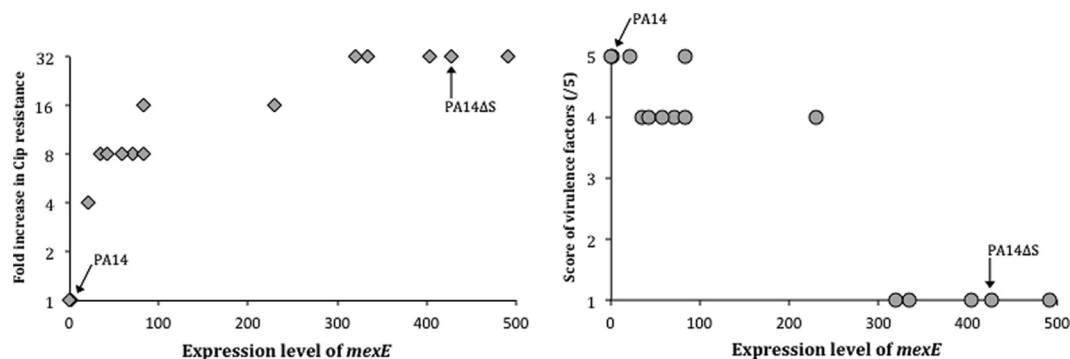 Fold increase in Cip resistance
32
16
8
4
2
1
PA14
PA14ΔS
0 100 200 300 400 500
Expression level of mexE
Score of virulence factors (/5)
5
4
3
2
1
PA14
PA14ΔS
0 100 200 300 400 500
Expression level of mexE